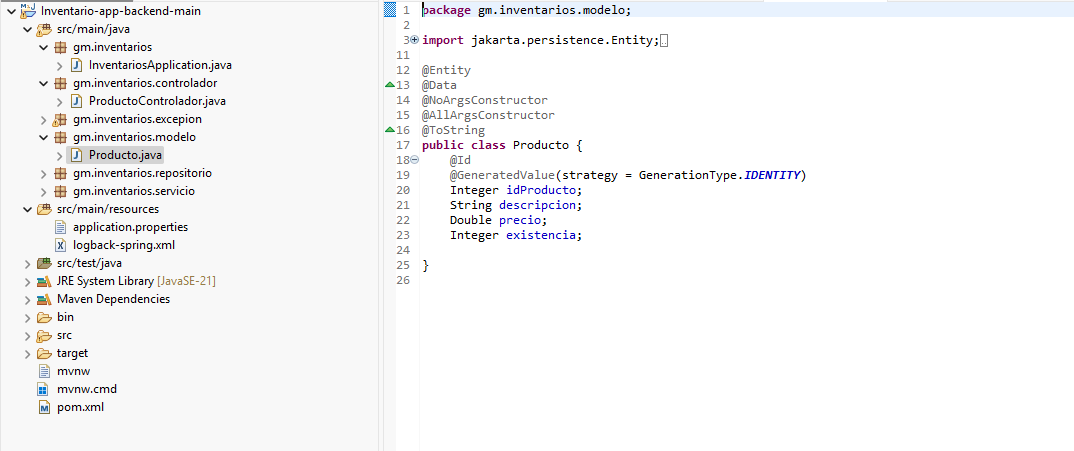 Inventario-app-backend-main
src/main/java
gm.inventarios
InventariosApplication.java
gm.inventarios.controlador
ProductoControlador.java
gm.inventarios.excepion
gm.inventarios.modelo
Producto.java
gm.inventarios.repositorio
gm.inventarios.servicio
src/main/resources
application.properties
logback-spring.xml
src/test/java
JRE System Library [JavaSE-21]
Maven Dependencies
bin
src
target
mvnw
mvnw.cmd
pom.xml
1 package gm.inventarios.modelo;
2
3 import jakarta.persistence.Entity;
11
12 @Entity
13 @Data
14 @NoArgsConstructor
15 @AllArgsConstructor
16 @ToString
17 public class Producto {
18 @Id
19 @GeneratedValue(strategy = GenerationType.IDENTITY)
20 Integer idProducto;
21 String descripcion;
22 Double precio;
23 Integer existencia;
24
25 }
26